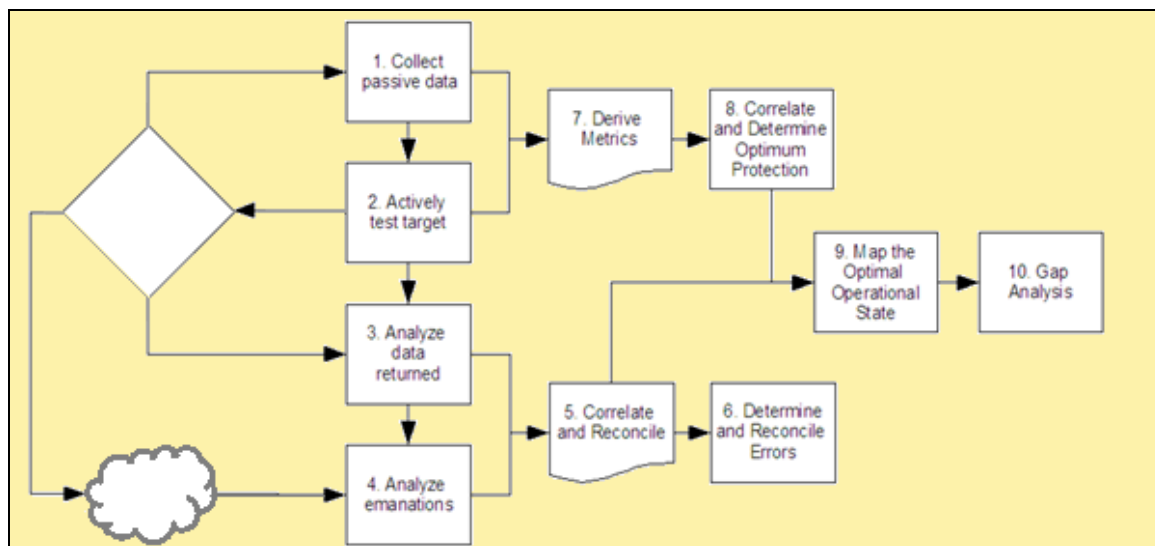 1. Collect
passive data
2. Actively
test target
3. Analyze
data
returned
4. Analyze
emanations
5. Correlate
and Reconcile
6. Determine
and Reconcile
Errors
7. Derive
Metrics
8. Correlate
and Determine
Optimum
Protection
9. Map the
Optimal
Operational
State
10. Gap
Analysis